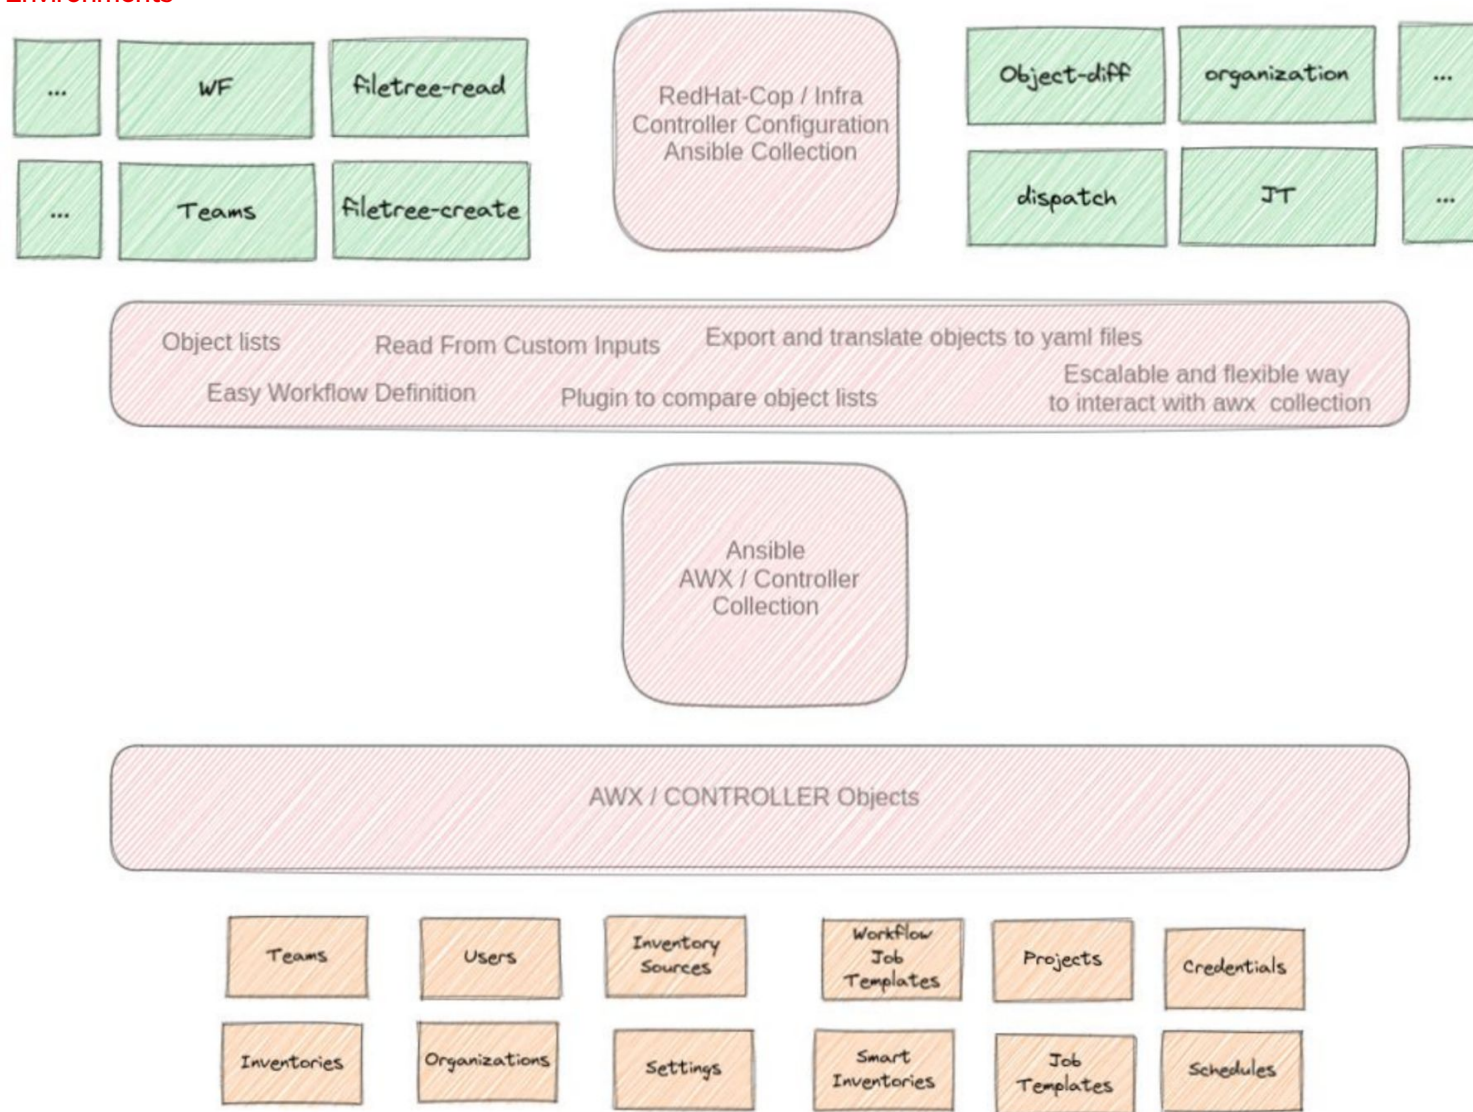 Environments
...
WF
filetree-read
RedHat-Cop / Infra
Controller Configuration
Ansible Collection
Object-diff
organization
...
...
Teams
filetree-create
dispatch
JT
...
Object lists
Read From Custom Inputs
Export and translate objects to yaml files
Easy Workflow Definition
Plugin to compare object lists
Escalable and flexible way
to interact with awx collection
Ansible
AWX / Controller
Collection
AWX / CONTROLLER Objects
Teams
Users
Inventory
Sources
Workflow
Job
Templates
Projects
Credentials
Inventories
Organizations
Settings
Smart
Inventories
Job
Templates
Schedules